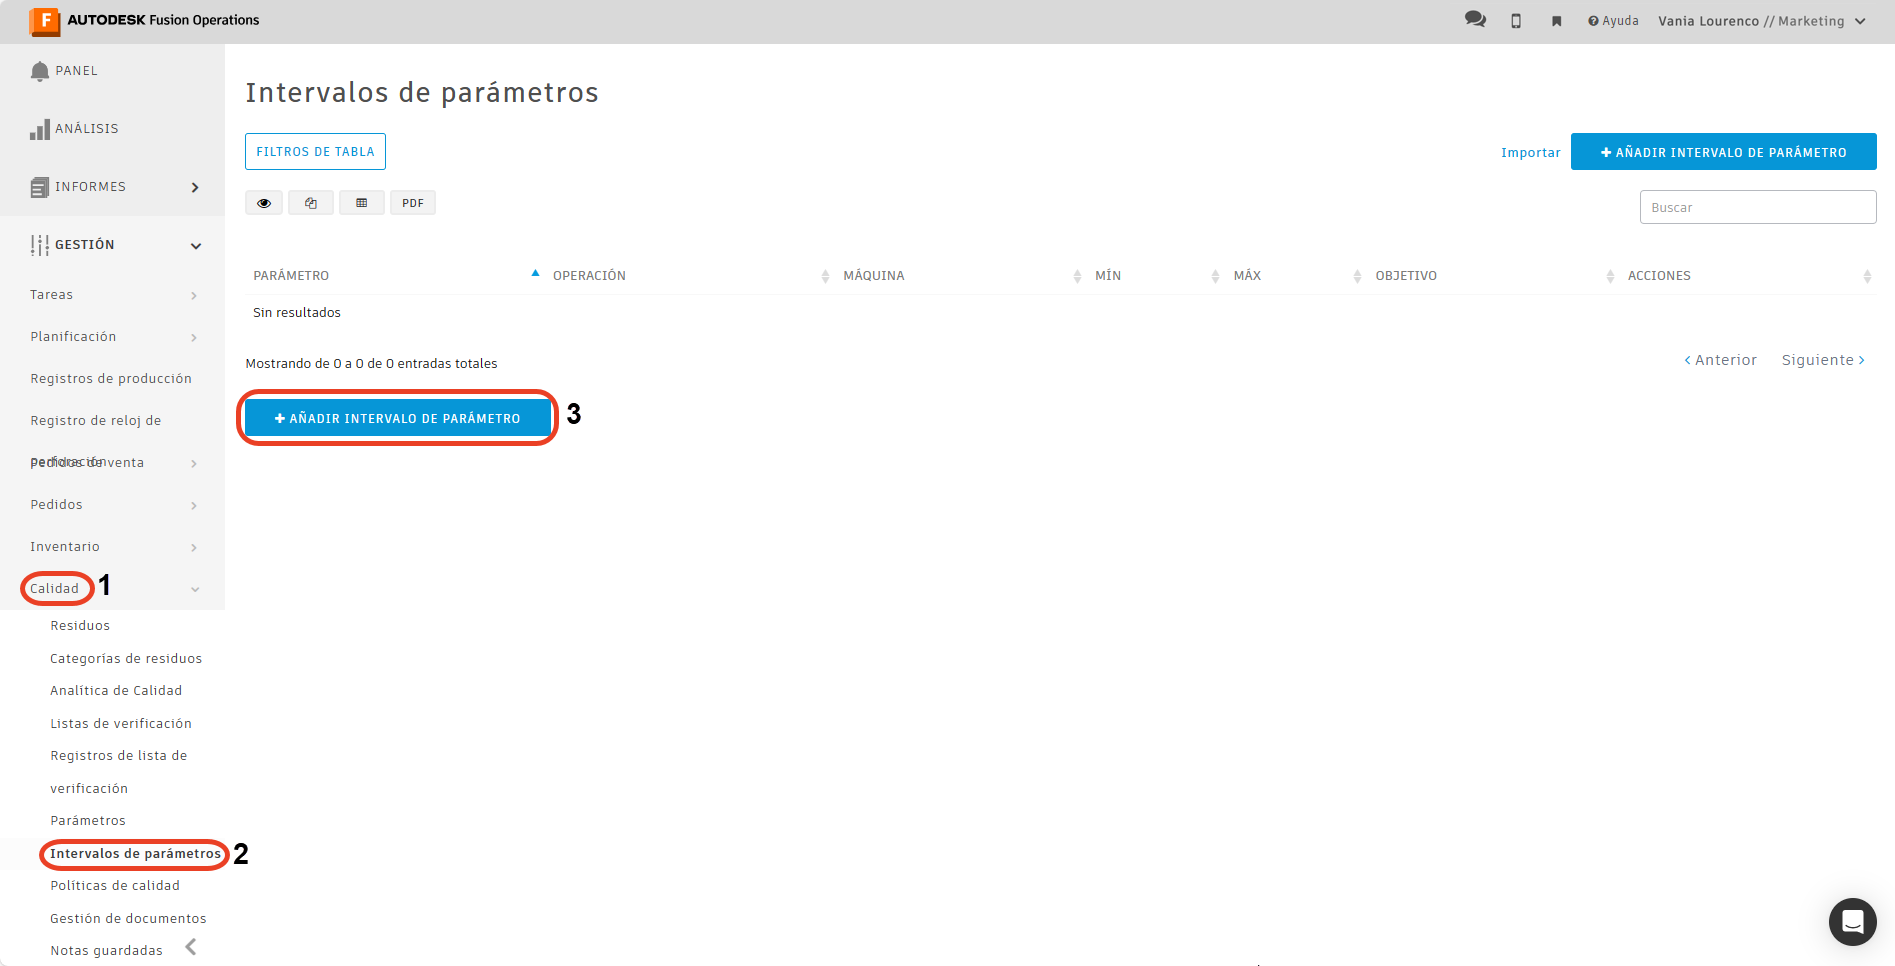 F AUTODESK Fusion Operations
Ayuda
Vania Lourenco // Marketing
PANEL
ANÁLISIS
INFORMES
GESTIÓN
Tareas
Planificación
Registros de producción
Registro de reloj de
perforación
Pedidos de venta
Pedidos
Inventario
Calidad 1
Residuos
Categorías de residuos
Analítica de Calidad
Listas de verificación
Registros de lista de
verificación
Parámetros
Intervalos de parámetros 2
Políticas de calidad
Gestión de documentos
Notas guardadas
Intervalos de parámetros
FILTROS DE TABLA
Importar
+ AÑADIR INTERVALO DE PARÁMETRO
PDF
Buscar
PARÁMETRO OPERACIÓN MÁQUINA MÍN MÁX OBJETIVO ACCIONES
Sin resultados
Mostrando de 0 a 0 de 0 entradas totales
< Anterior Siguiente >
+ AÑADIR INTERVALO DE PARÁMETRO 3